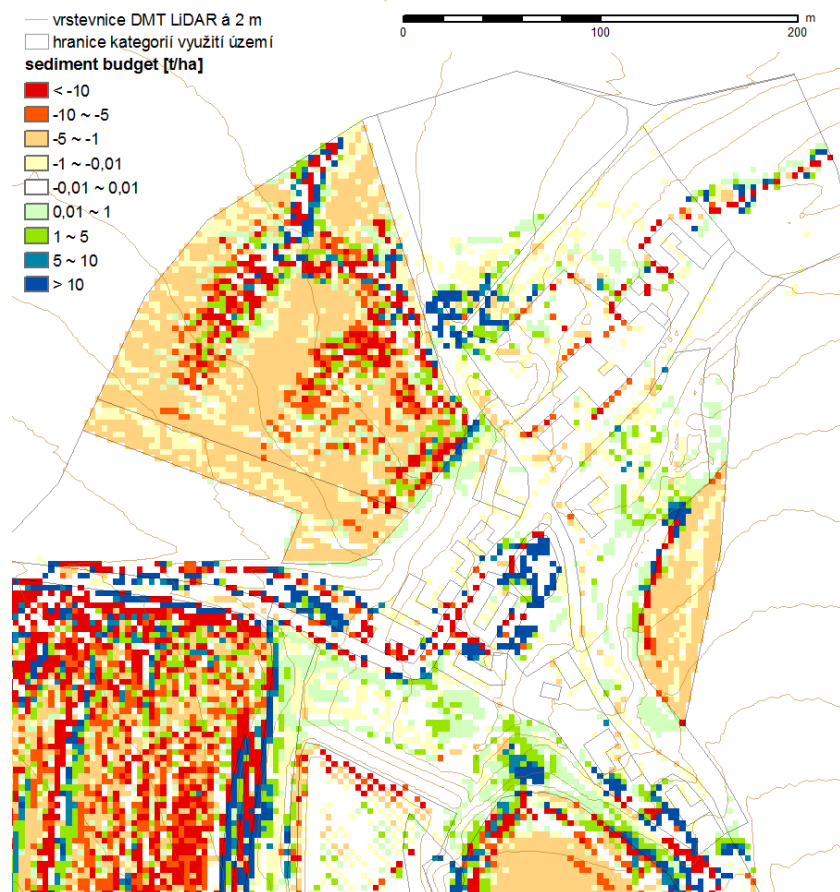 vrstevnice DMT LiDAR á 2 m
hranice kategorií využití území
sediment budget [t/ha]
< -10
-10 ~ -5
-5 ~ -1
-1 ~ -0,01
-0,01 ~ 0,01
0,01 ~ 1
1 ~ 5
5 ~ 10
> 10
m
0 100 200